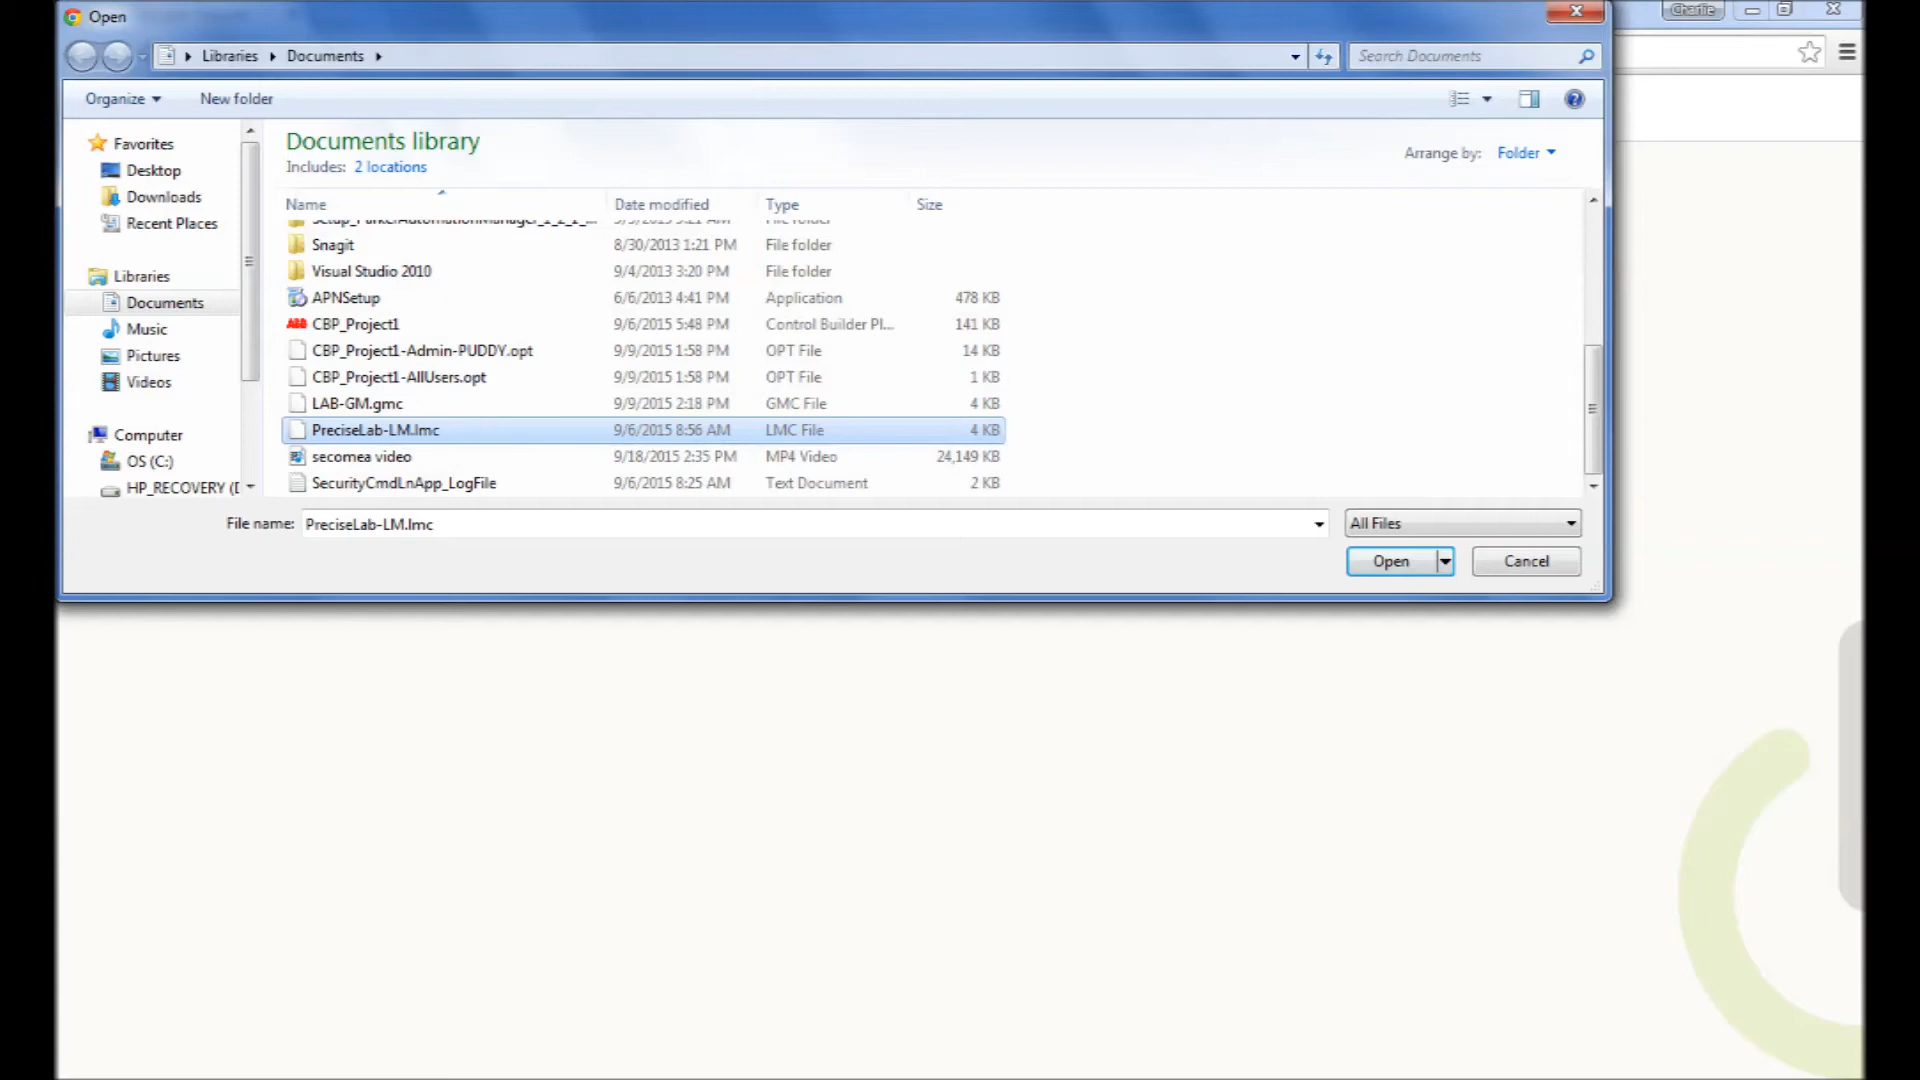 Open
Charlie
Libraries Documents
Search Documents
Organize New folder
Documents library
Includes: 2 locations
Arrange by: Folder
Favorites
Desktop
Downloads
Recent Places
Libraries
Documents
Music
Pictures
Videos
Computer
OS (C:)
HP_RECOVERY (
Name Date modified Type Size
Setup_ParkerAutomationManager_1_2_1_...
Snagit 8/30/2013 1:21 PM File folder
Visual Studio 2010 9/4/2013 3:20 PM File folder
APNSetup 6/6/2013 4:41 PM Application 478 KB
ABB CBP_Project1 9/6/2015 5:48 PM Control Builder Pl... 141 KB
CBP_Project1-Admin-PUDDY.opt 9/9/2015 1:58 PM OPT File 14 KB
CBP_Project1-AllUsers.opt 9/9/2015 1:58 PM OPT File 1 KB
LAB-GM.gmc 9/9/2015 2:18 PM GMC File 4 KB
PreciseLab-LM.lmc 9/6/2015 8:56 AM LMC File 4 KB
secomea video 9/18/2015 2:35 PM MP4 Video 24,149 KB
SecurityCmdLnApp_LogFile 9/6/2015 8:25 AM Text Document 2 KB
File name: PreciseLab-LM.lmc
All Files
Open
Cancel